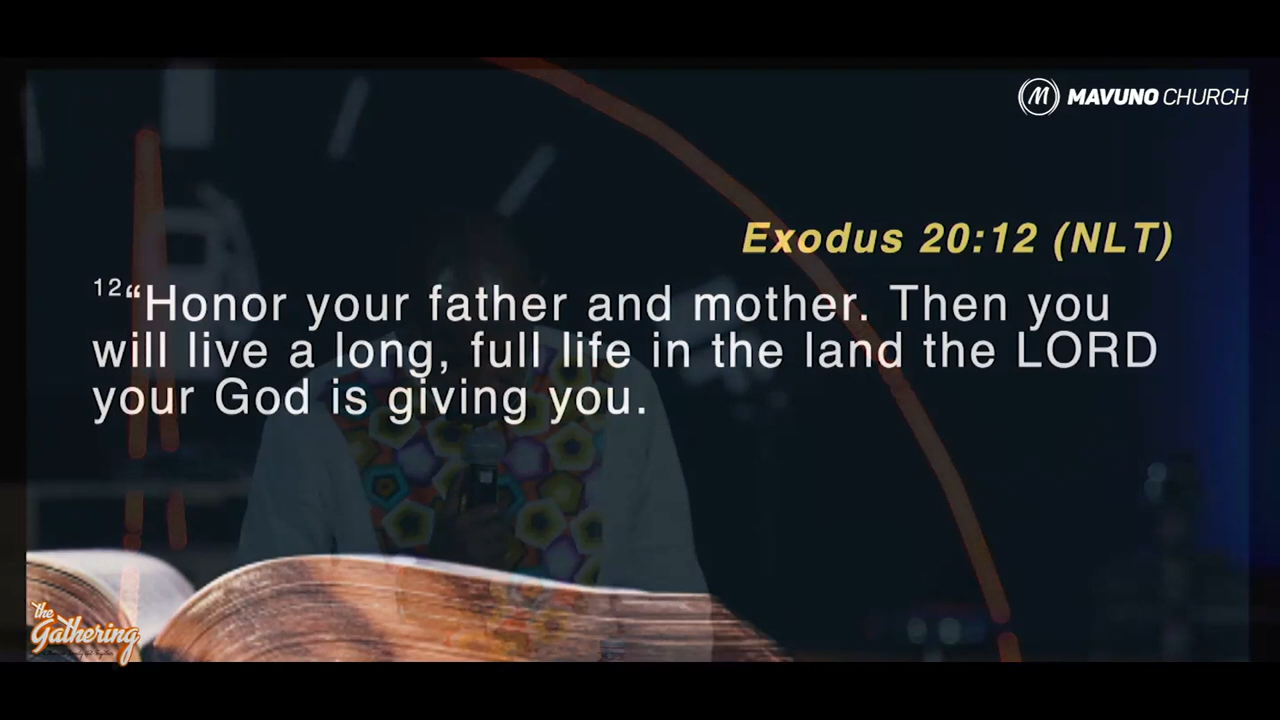 MAVUNO CHURCH
Exodus 20:12 (NLT)
12“Honor your father and mother. Then you
will live a long, full life in the land the LORD
your God is giving you.
the
Gathering